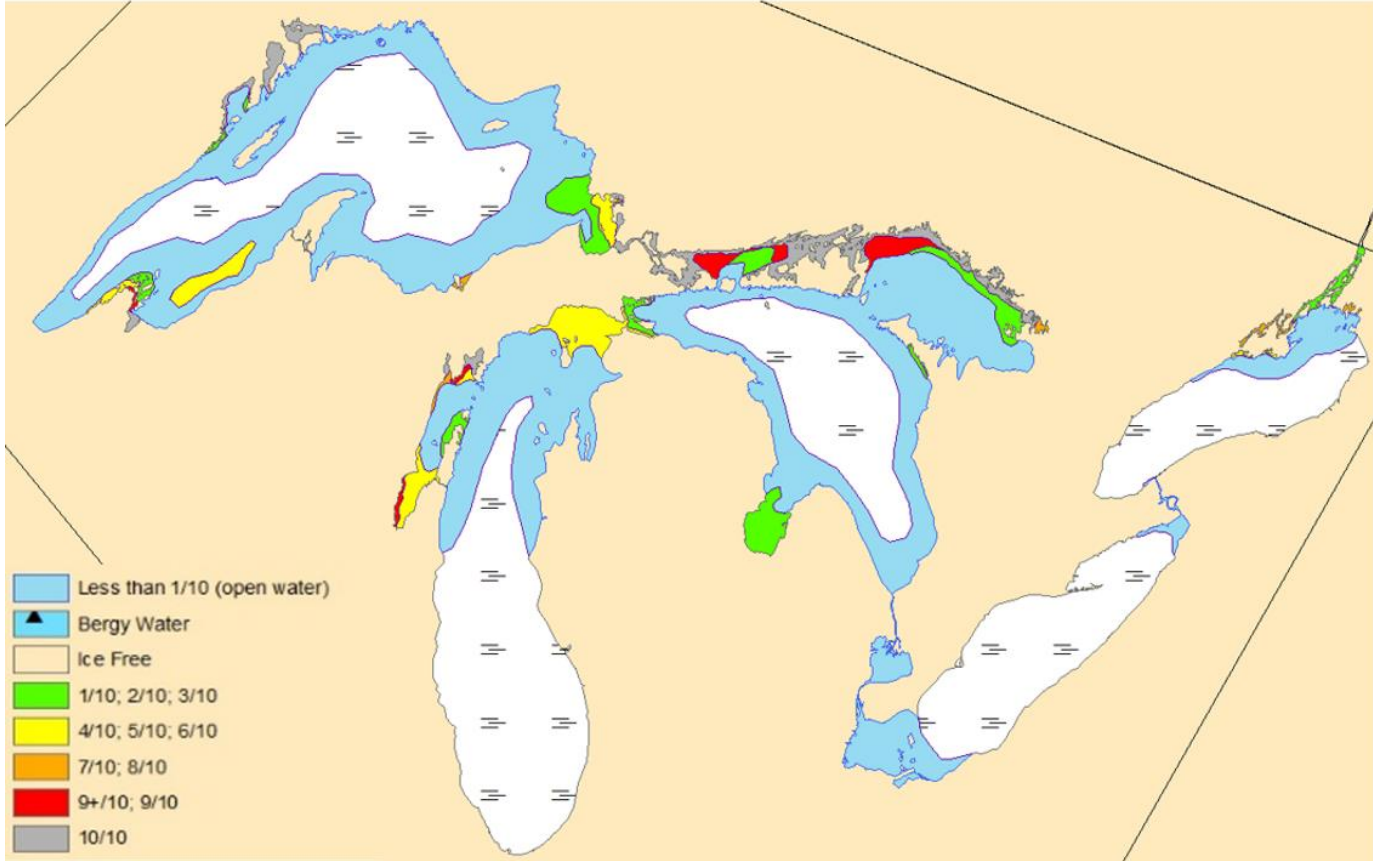 Less than 1/10 (open water)
Bergy Water
Ice Free
1/10; 2/10; 3/10
4/10; 5/10; 6/10
7/10; 8/10
9+/10; 9/10
10/10